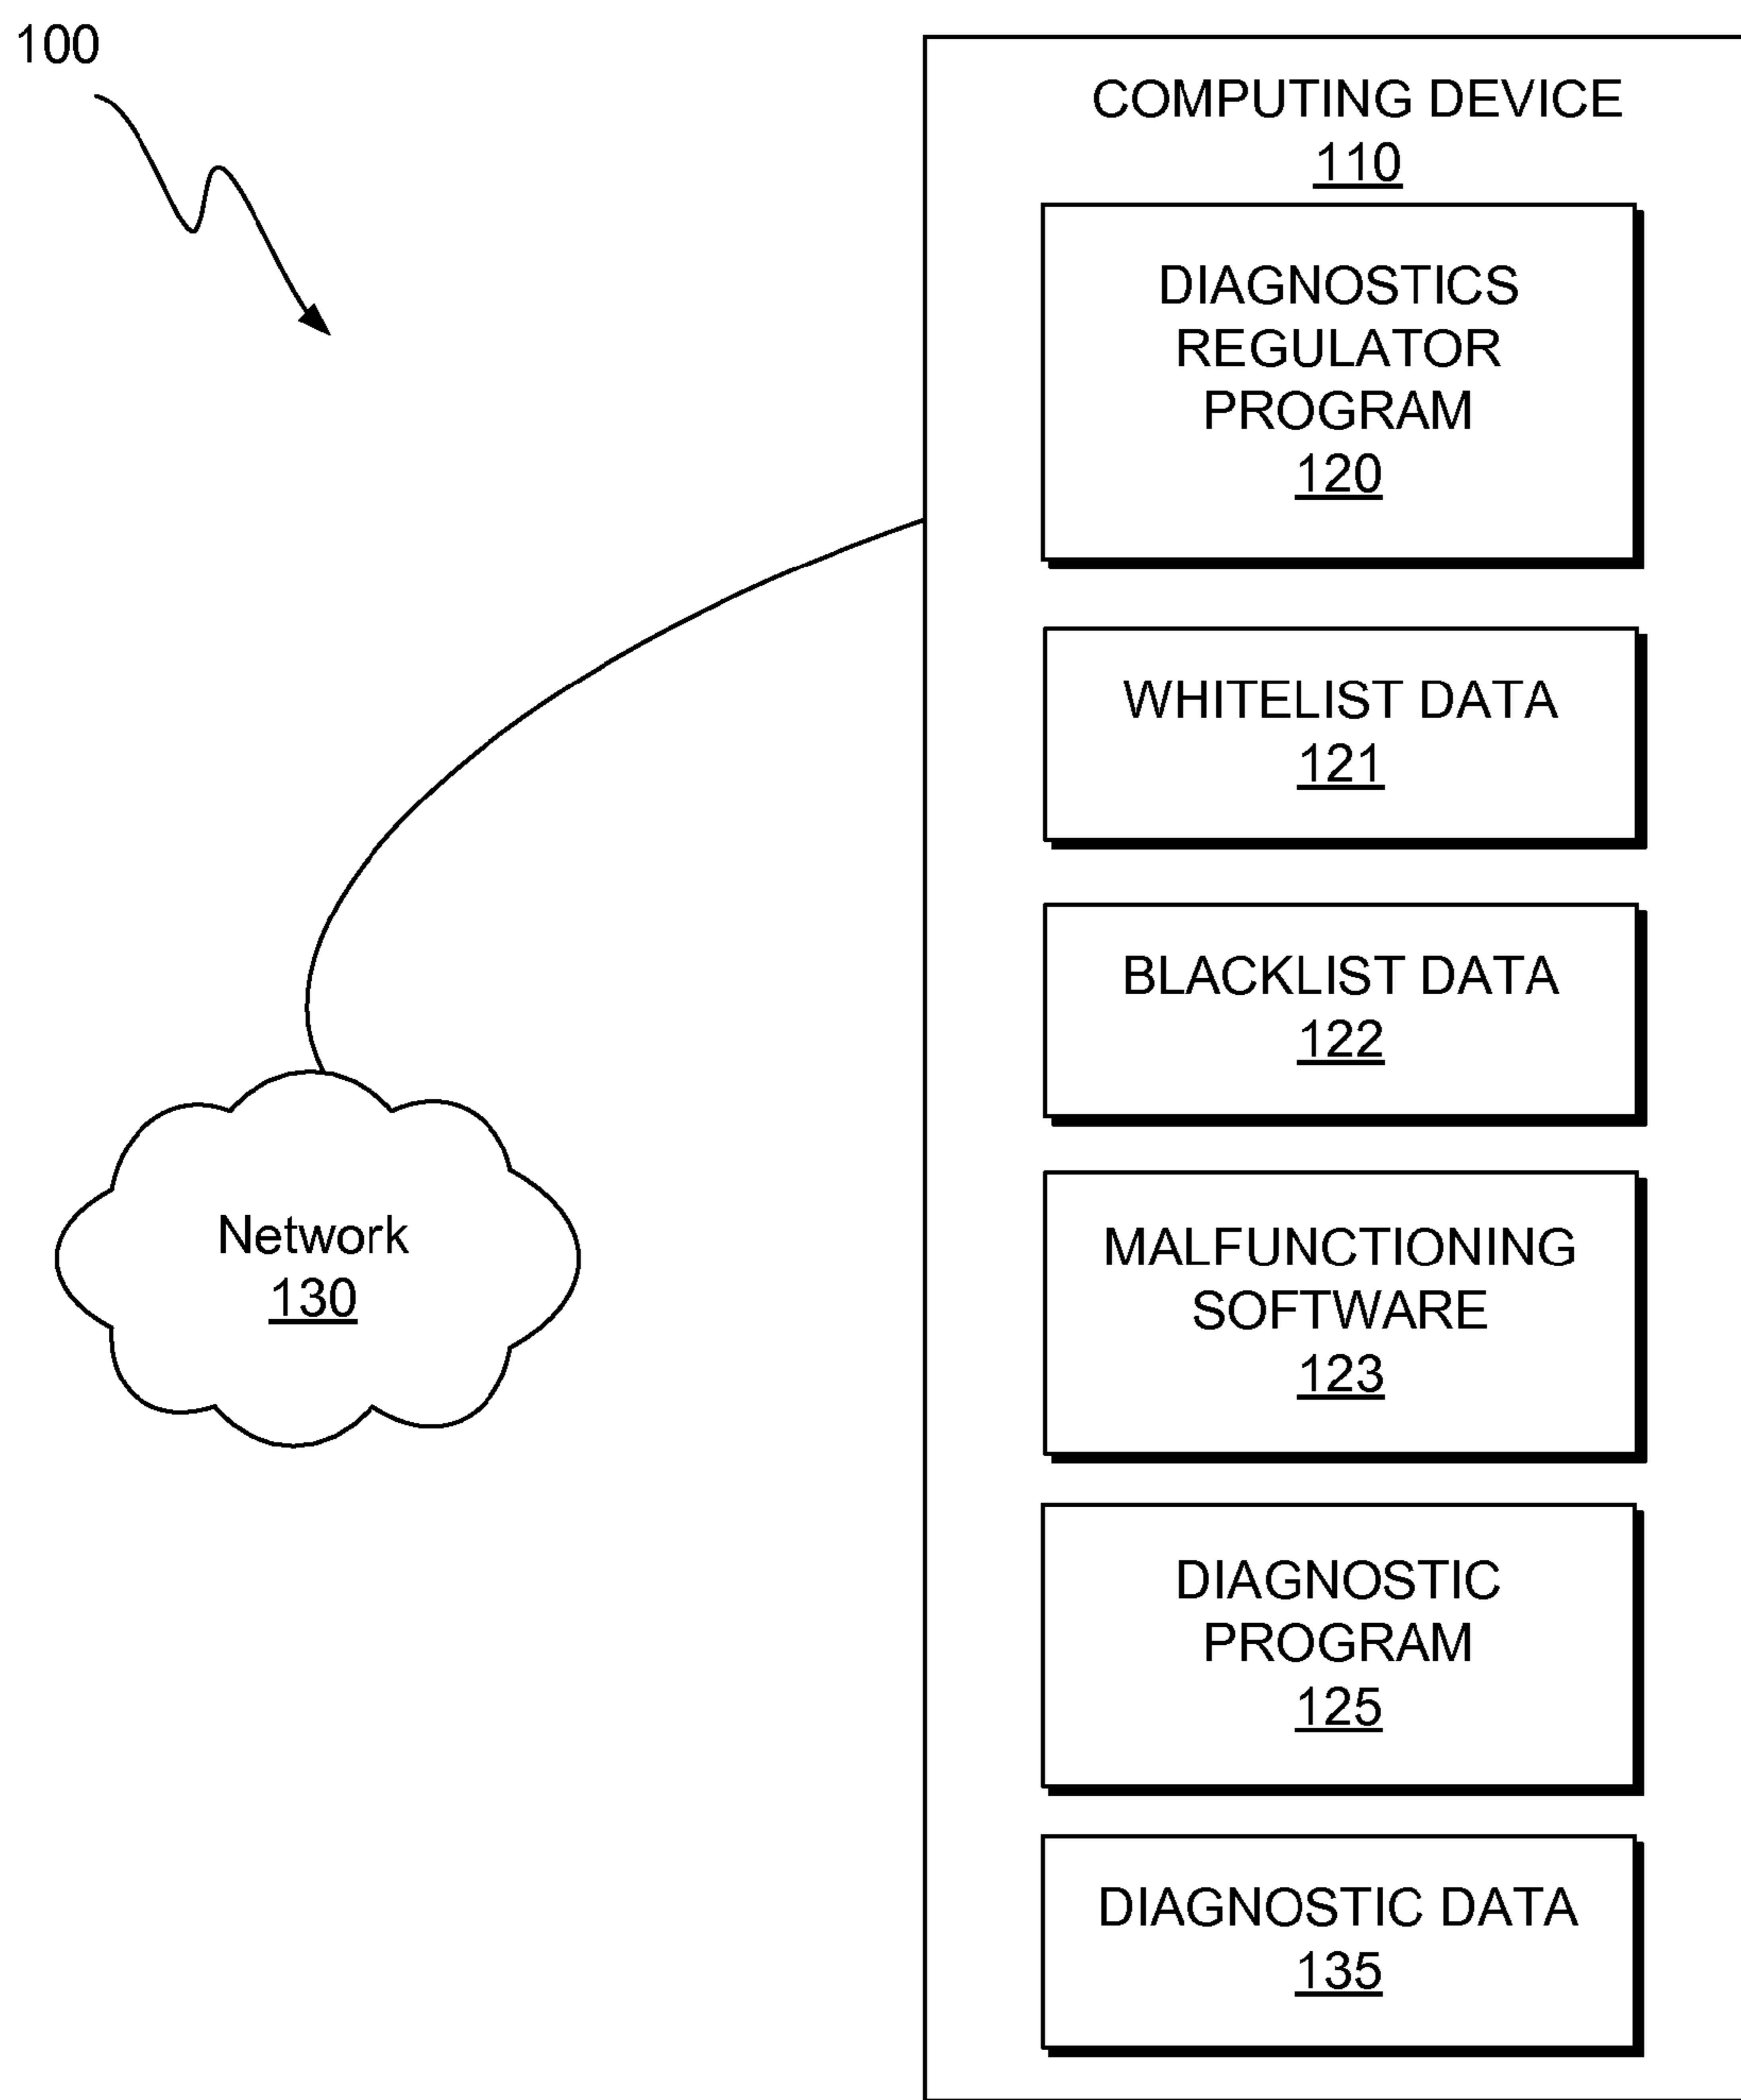 100
COMPUTING DEVICE
110
DIAGNOSTICS
REGULATOR
PROGRAM
120
WHITELIST DATA
121
BLACKLIST DATA
122
MALFUNCTIONING
SOFTWARE
123
DIAGNOSTIC
PROGRAM
125
DIAGNOSTIC DATA
135
Network
130